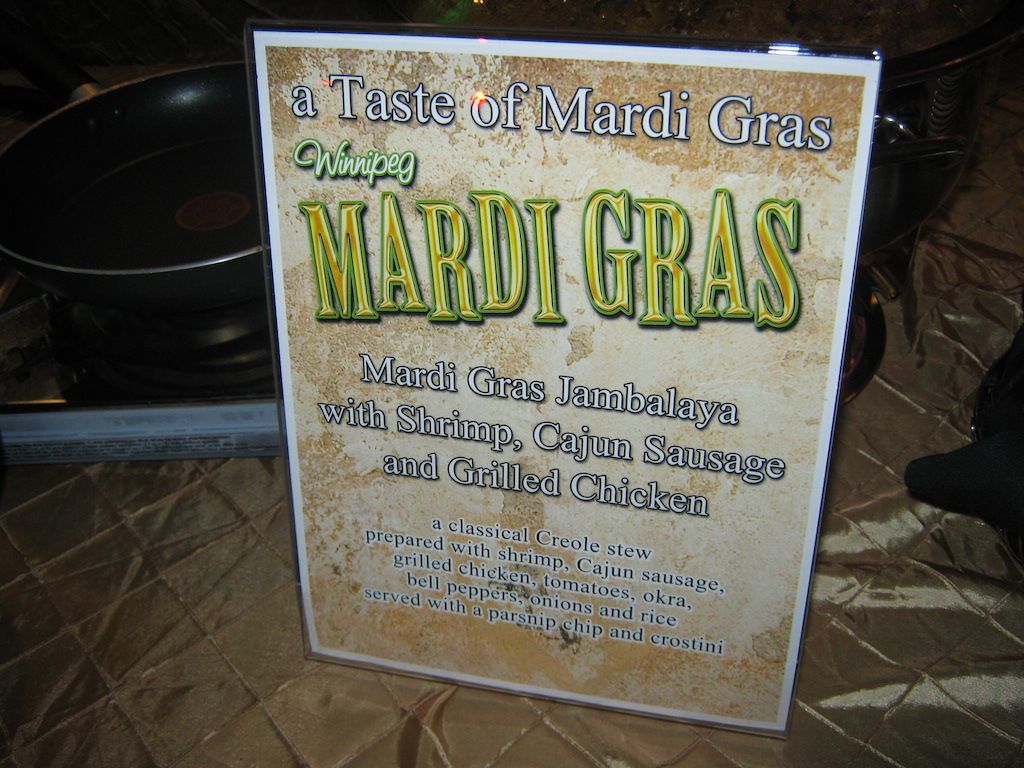 a Taste of Mardi Gras
Winnipeg
MARDI GRAS
Mardi Gras Jambalaya
with Shrimp, Cajun Sausage
and Grilled Chicken
a classical Creole stew
prepared with shrimp, Cajun sausage,
grilled chicken, tomatoes, okra,
bell peppers, onions and rice
served with a parsnip chip and crostini